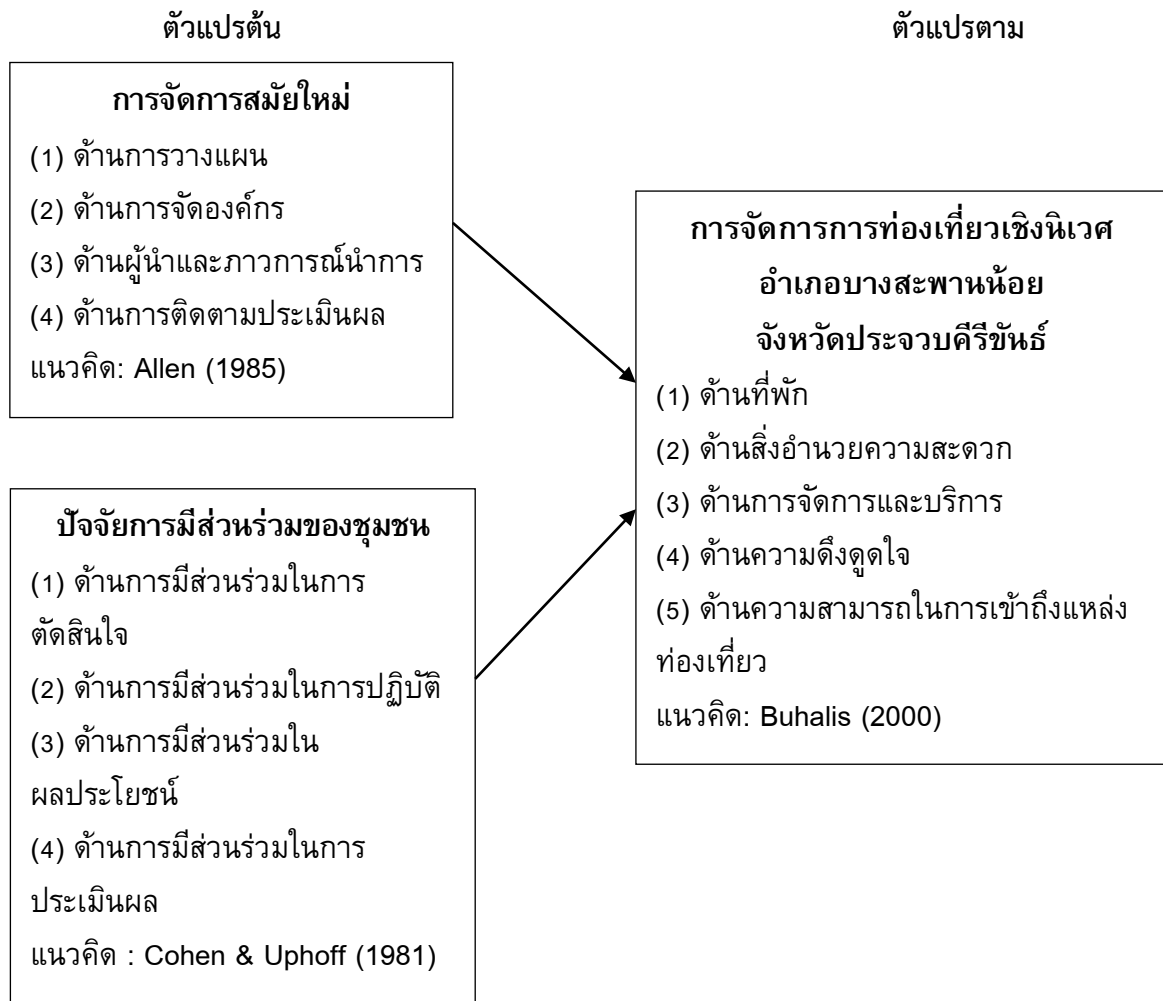 ตัวแปรต้น
ตัวแปรตาม
การจัดการสมัยใหม่
(1) ด้านการวางแผน
(2) ด้านการจัดองค์กร
(3) ด้านผู้นำและภาวการณ์นำการ
(4) ด้านการติดตามประเมินผล
แนวคิด: Allen (1985)
ปัจจัยการมีส่วนร่วมของชุมชน
(1) ด้านการมีส่วนร่วมในการ
ตัดสินใจ
(2) ด้านการมีส่วนร่วมในการปฏิบัติ
(3) ด้านการมีส่วนร่วมใน
ผลประโยชน์
(4) ด้านการมีส่วนร่วมในการ
ประเมินผล
แนวคิด : Cohen & Uphoff (1981)
การจัดการการท่องเที่ยวเชิงนิเวศ
อำเภอบางสะพานน้อย
จังหวัดประจวบคีรีขันธ์
(1) ด้านที่พัก
(2) ด้านสิ่งอำนวยความสะดวก
(3) ด้านการจัดการและบริการ
(4) ด้านความดึงดูดใจ
(5) ด้านความสามารถในการเข้าถึงแหล่ง
ท่องเที่ยว
แนวคิด: Buhalis (2000)